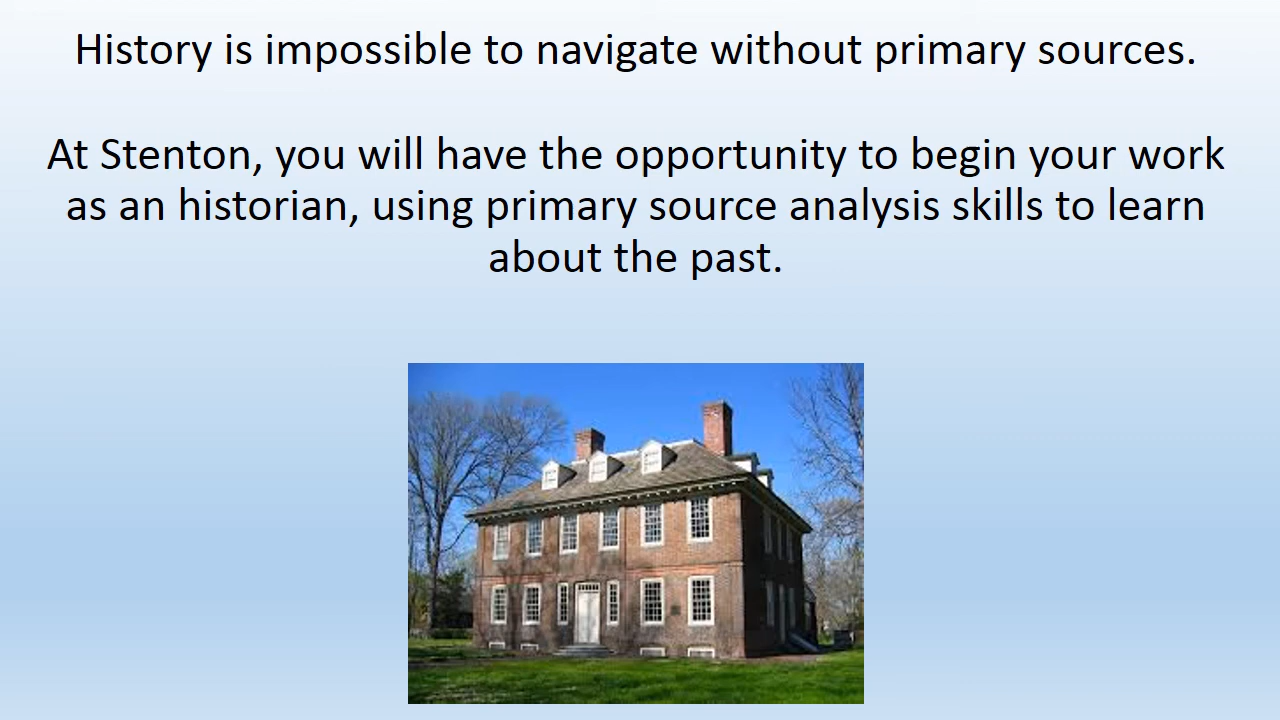 History is impossible to navigate without primary sources.
At Stenton, you will have the opportunity to begin your work
as an historian, using primary source analysis skills to learn
about the past.